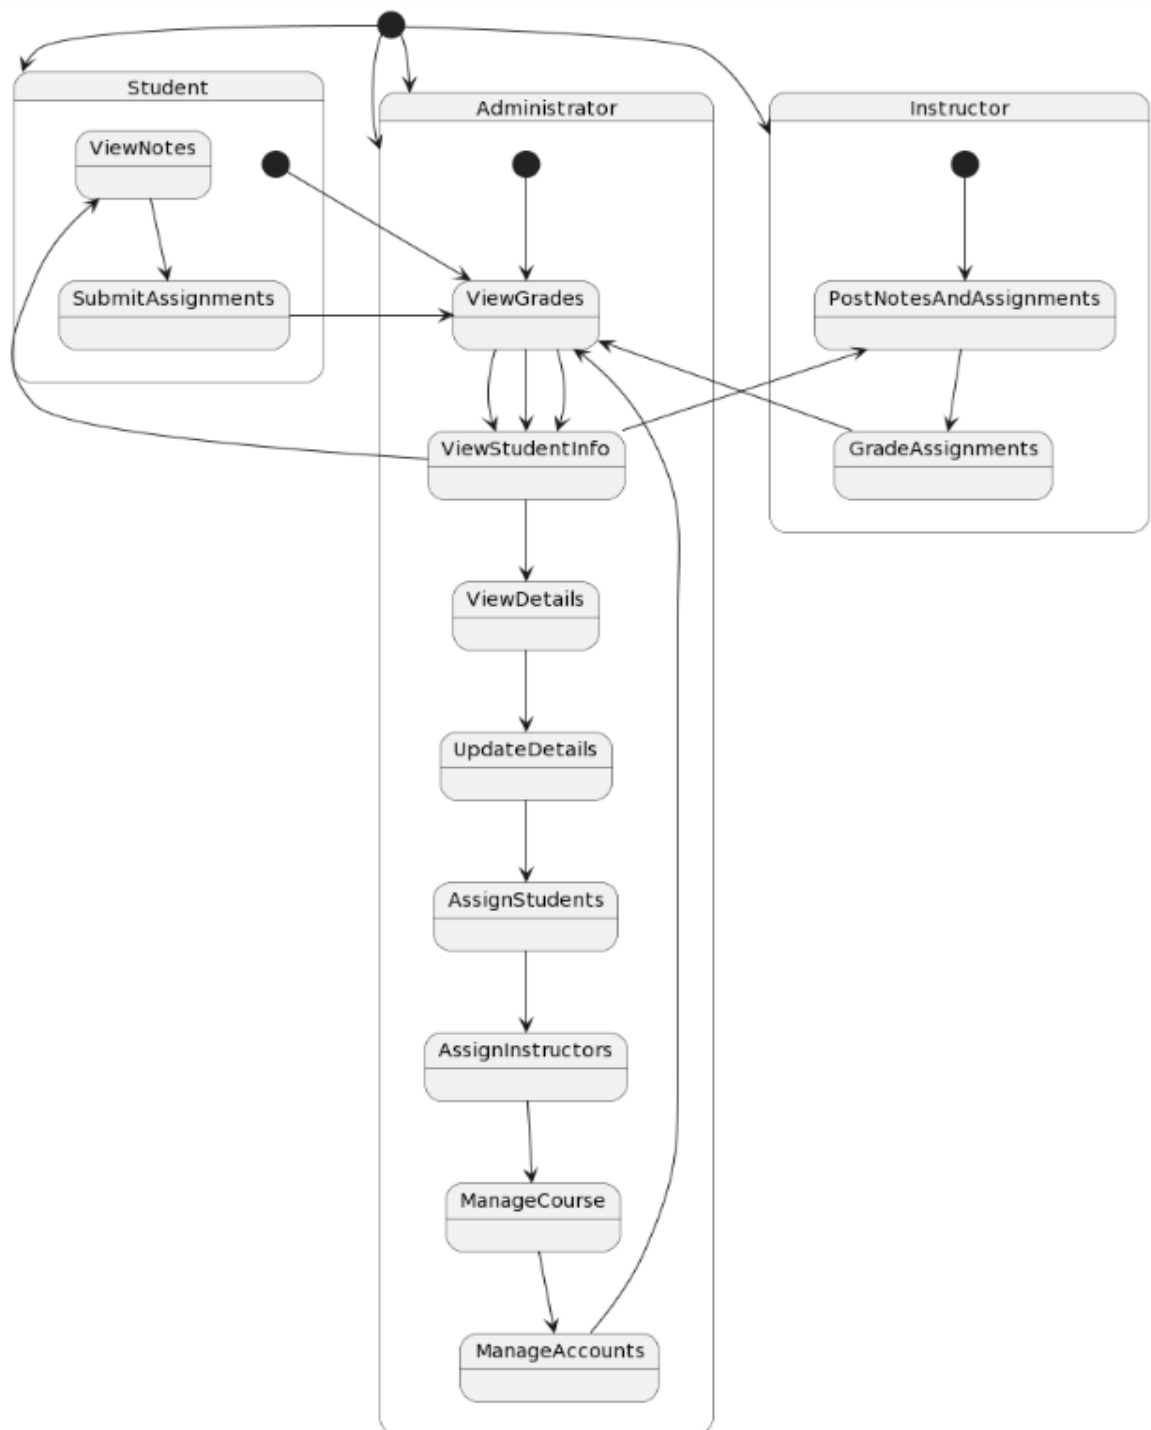 Student
Administrator
Instructor
ViewNotes
SubmitAssignments
ViewGrades
PostNotesAndAssignments
ViewStudentInfo
GradeAssignments
ViewDetails
UpdateDetails
AssignStudents
AssignInstructors
ManageCourse
ManageAccounts